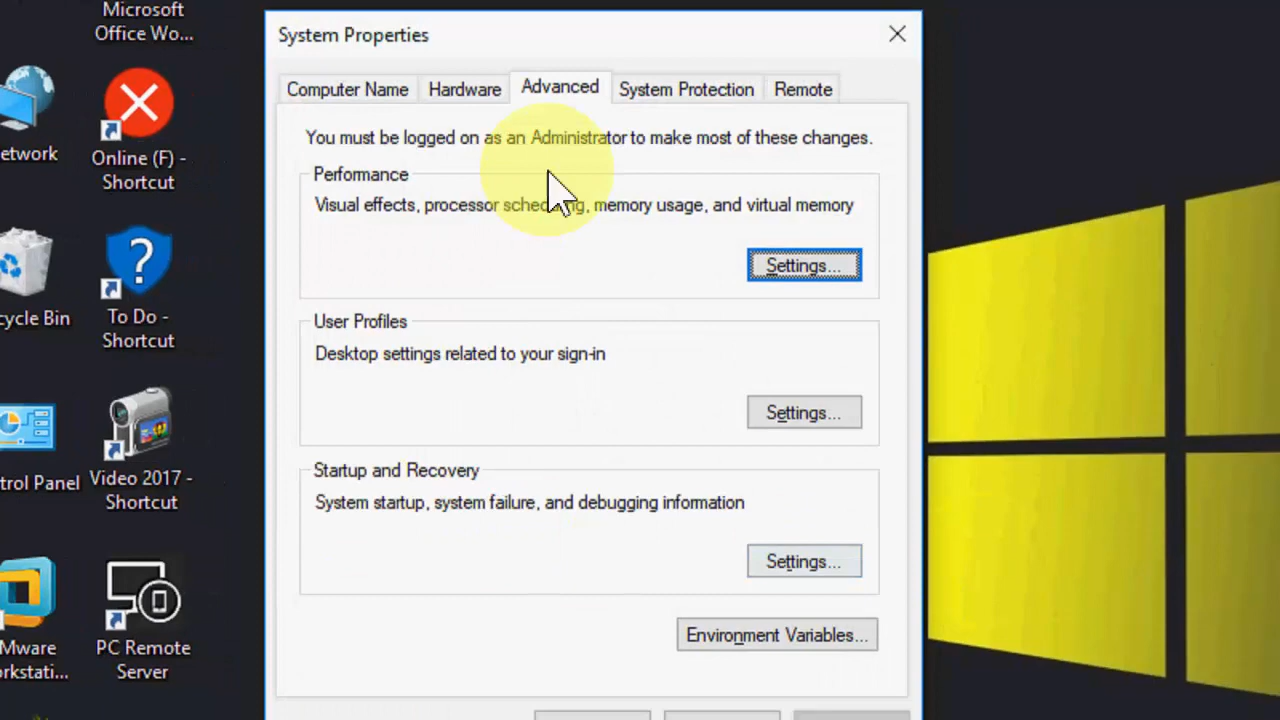 Microsoft
Office Wo...
etwork
Online (F) -
Shortcut
cycle Bin
To Do -
Shortcut
trol Panel
Video 2017 -
Shortcut
Mware
rkstati...
PC Remote
Server
System Properties
Computer Name
Hardware
Advanced
System Protection
Remote
You must be logged on as an Administrator to make most of these changes.
Performance
Visual effects, processor scheduling, memory usage, and virtual memory
Settings...
User Profiles
Desktop settings related to your sign-in
Settings...
Startup and Recovery
System startup, system failure, and debugging information
Settings...
Environment Variables...